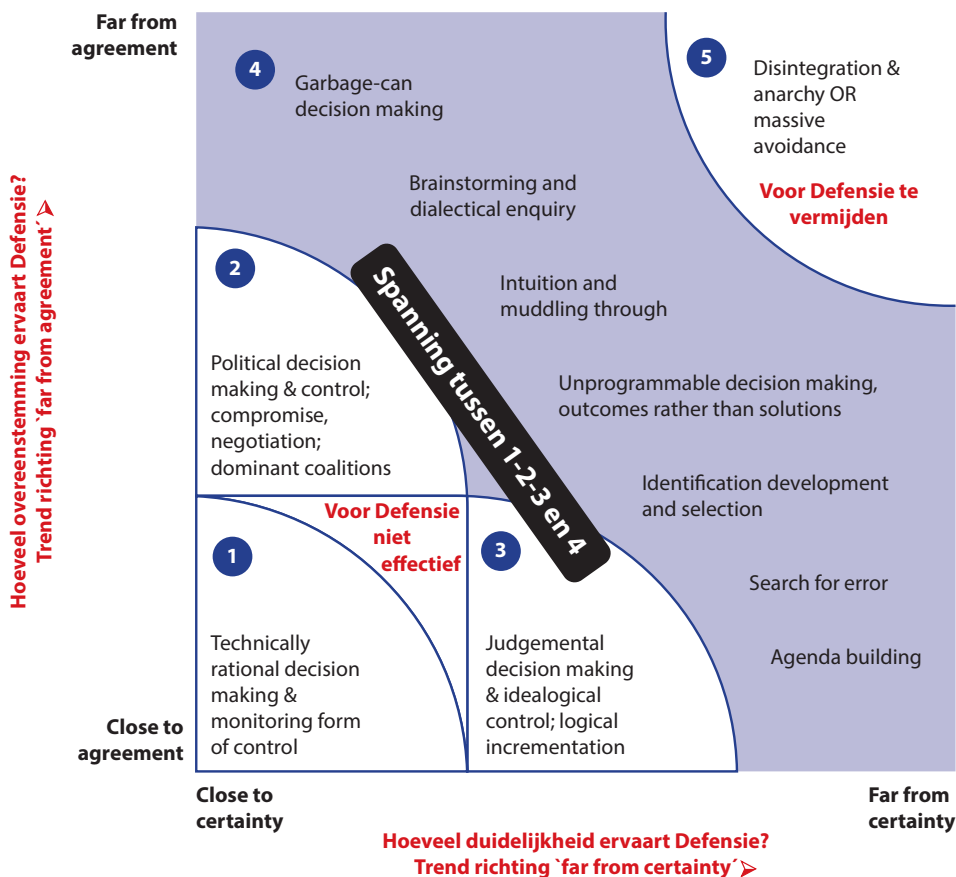 Far from
agreement
4
Garbage-can
decision making
5
Disintegration &
anarchy OR
massive
avoidance
Voor Defensie te
vermijden
Brainstorming and
dialectical enquiry
Hoeveel overeenstemming ervaart Defensie?
Trend richting `far from agreement´ ➢
2
Political decision
making & control;
compromise,
negotiation;
dominant coalitions
Spanning tussen 1-2-3 en 4
Intuition and
muddling through
Unprogrammable decision making,
outcomes rather than solutions
Identification development
and selection
Search for error
Agenda building
Voor Defensie
niet
effectief
1
Technically
rational decision
making &
monitoring form
of control
3
Judgemental
decision making
& idealogical
control; logical
incrementation
Close to
agreement
Close to
certainty
Far from
certainty
Hoeveel duidelijkheid ervaart Defensie?
Trend richting `far from certainty´ ➢